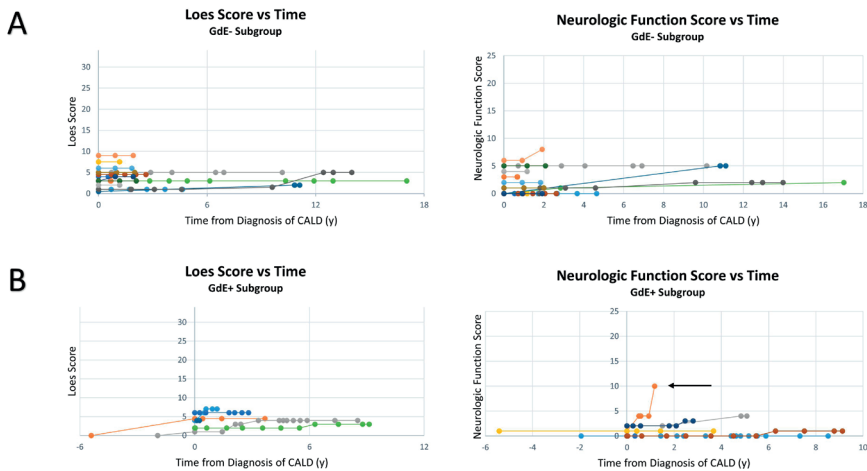 A
Loes Score vs Time
GdE- Subgroup
Loes Score
30
25
20
15
10
5
0
0 6 12 18
Time from Diagnosis of CALD (y)
Neurologic Function Score vs Time
GdE- Subgroup
Neurologic Function Score
25
20
15
10
5
0
0 2 4 6 8 10 12 14 16 18
Time from Diagnosis of CALD (y)
B
Loes Score vs Time
GdE+ Subgroup
Loes Score
30
25
20
15
10
5
0
-6 0 6 12
Time from Diagnosis of CALD (y)
Neurologic Function Score vs Time
GdE+ Subgroup
Neurologic Function Score
25
20
15
10
5
0
-6 -4 -2 0 2 4 6 8 10
Time from Diagnosis of CALD (y)